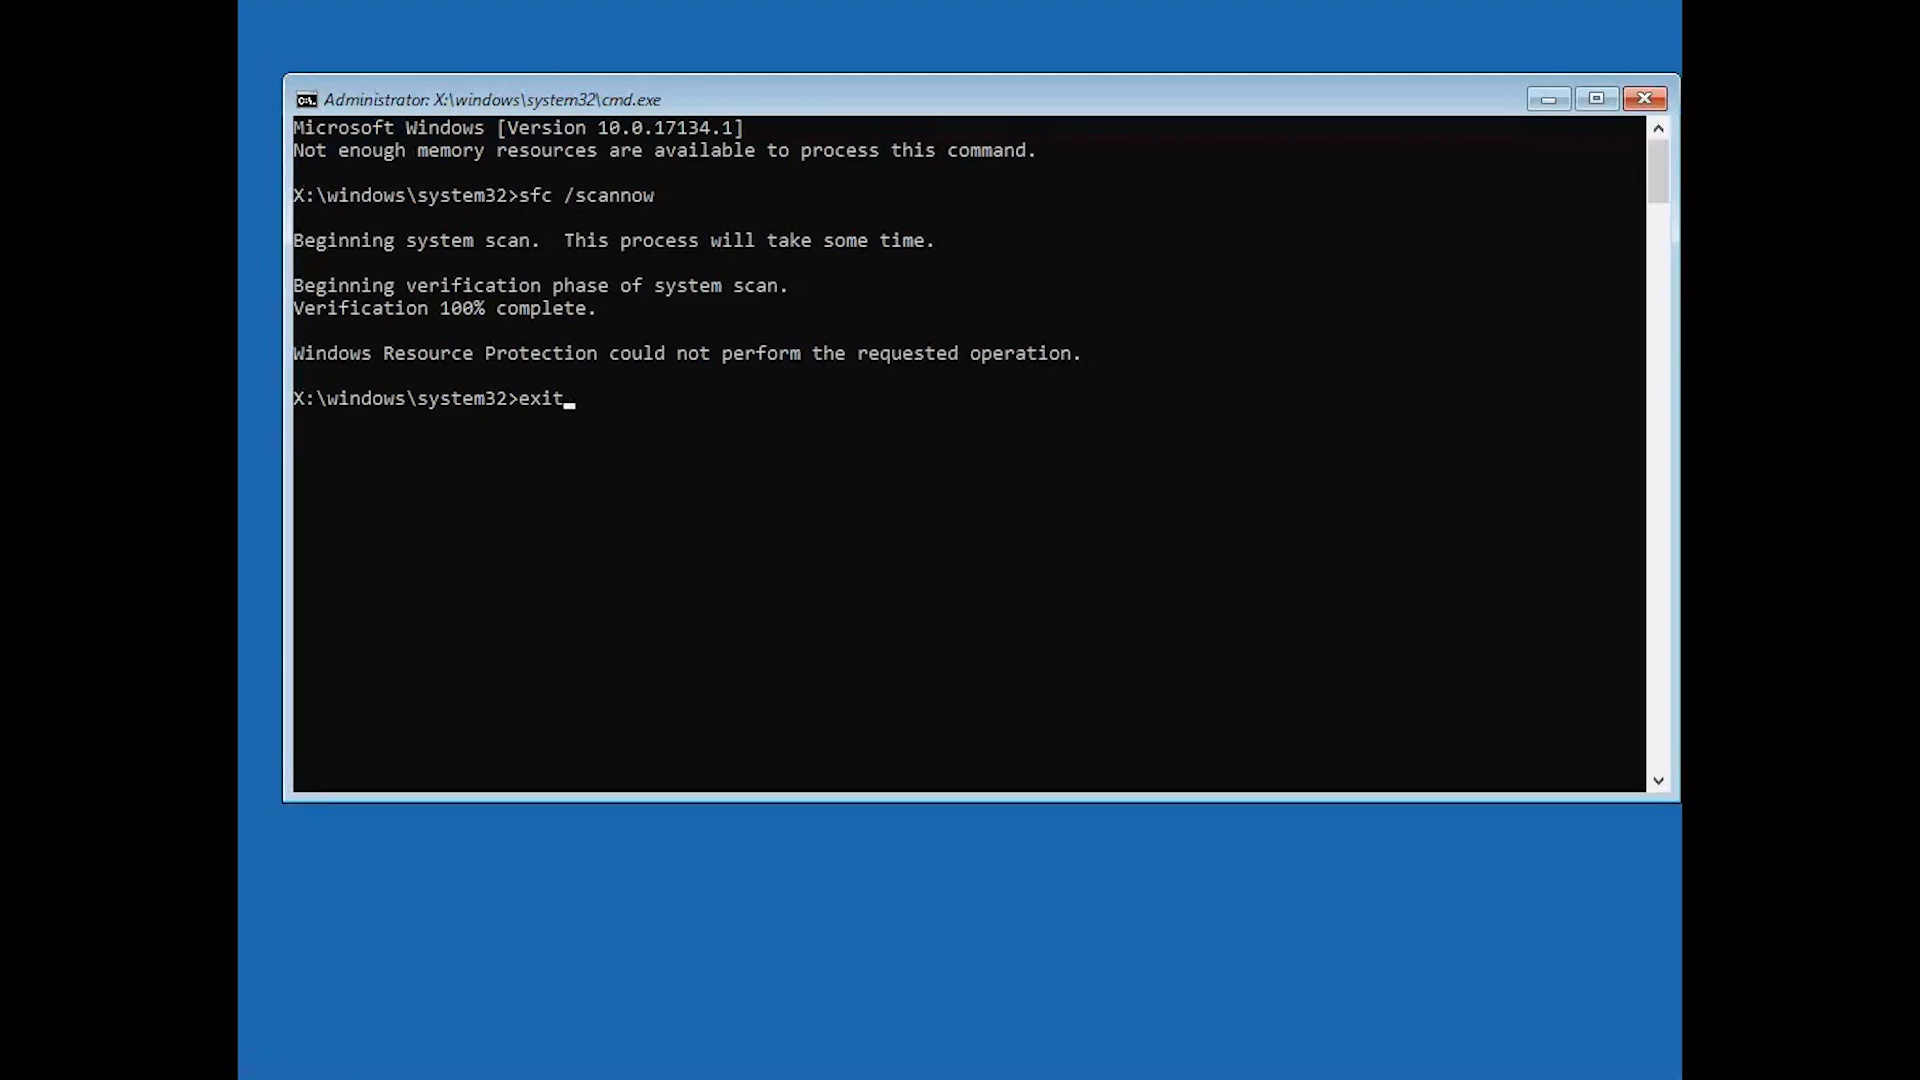 Administrator: X:\windows\system32\cmd.exe
Microsoft Windows [Version 10.0.17134.1]
Not enough memory resources are available to process this command.
X:\windows\system32>sfc /scannow
Beginning system scan.  This process will take some time.
Beginning verification phase of system scan.
Verification 100% complete.
Windows Resource Protection could not perform the requested operation.
X:\windows\system32>exit